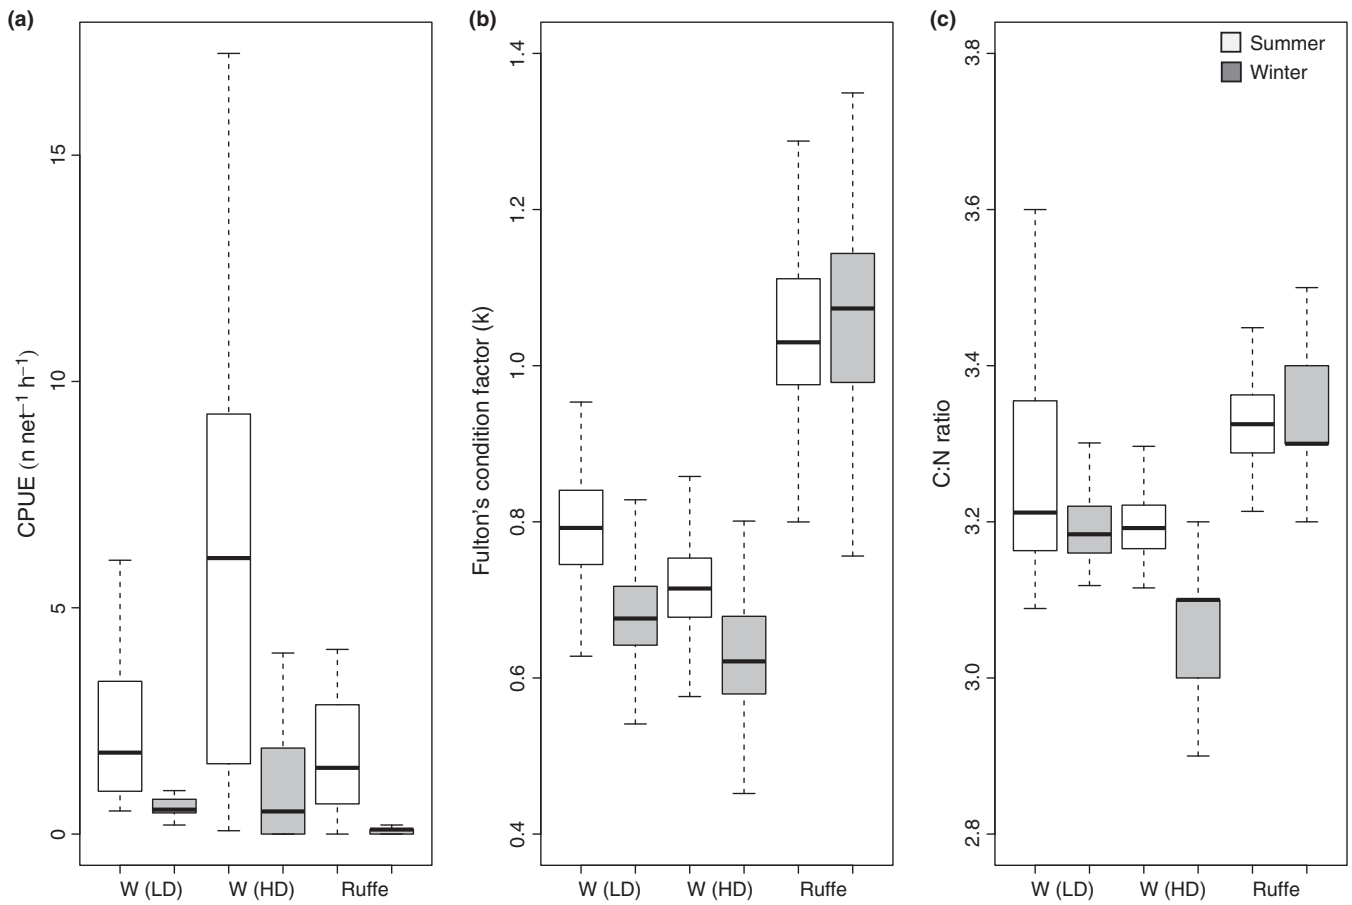 (a)
CPUE (n net⁻¹ h⁻¹)
15
10
5
0
W (LD)
W (HD)
Ruffe
(b)
Fulton's condition factor (k)
1.4
1.2
1.0
0.8
0.6
0.4
W (LD)
W (HD)
Ruffe
(c)
Summer
Winter
C:N ratio
3.8
3.6
3.4
3.2
3.0
2.8
W (LD)
W (HD)
Ruffe